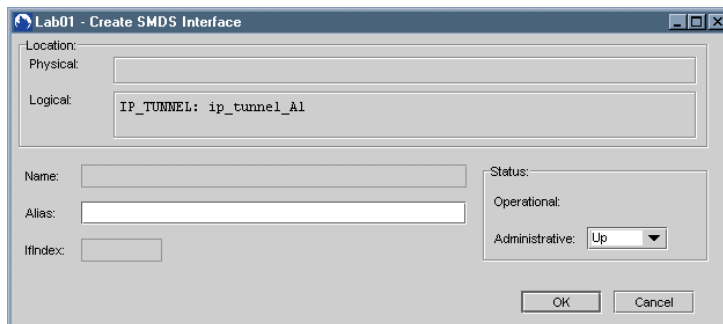 Lab01 - Create SMDS Interface
Location:
Physical:
Logical:
IP_TUNNEL: ip_tunnel_A1
Name:
Alias:
IfIndex:
Status:
Operational:
Administrative:
Up
OK
Cancel